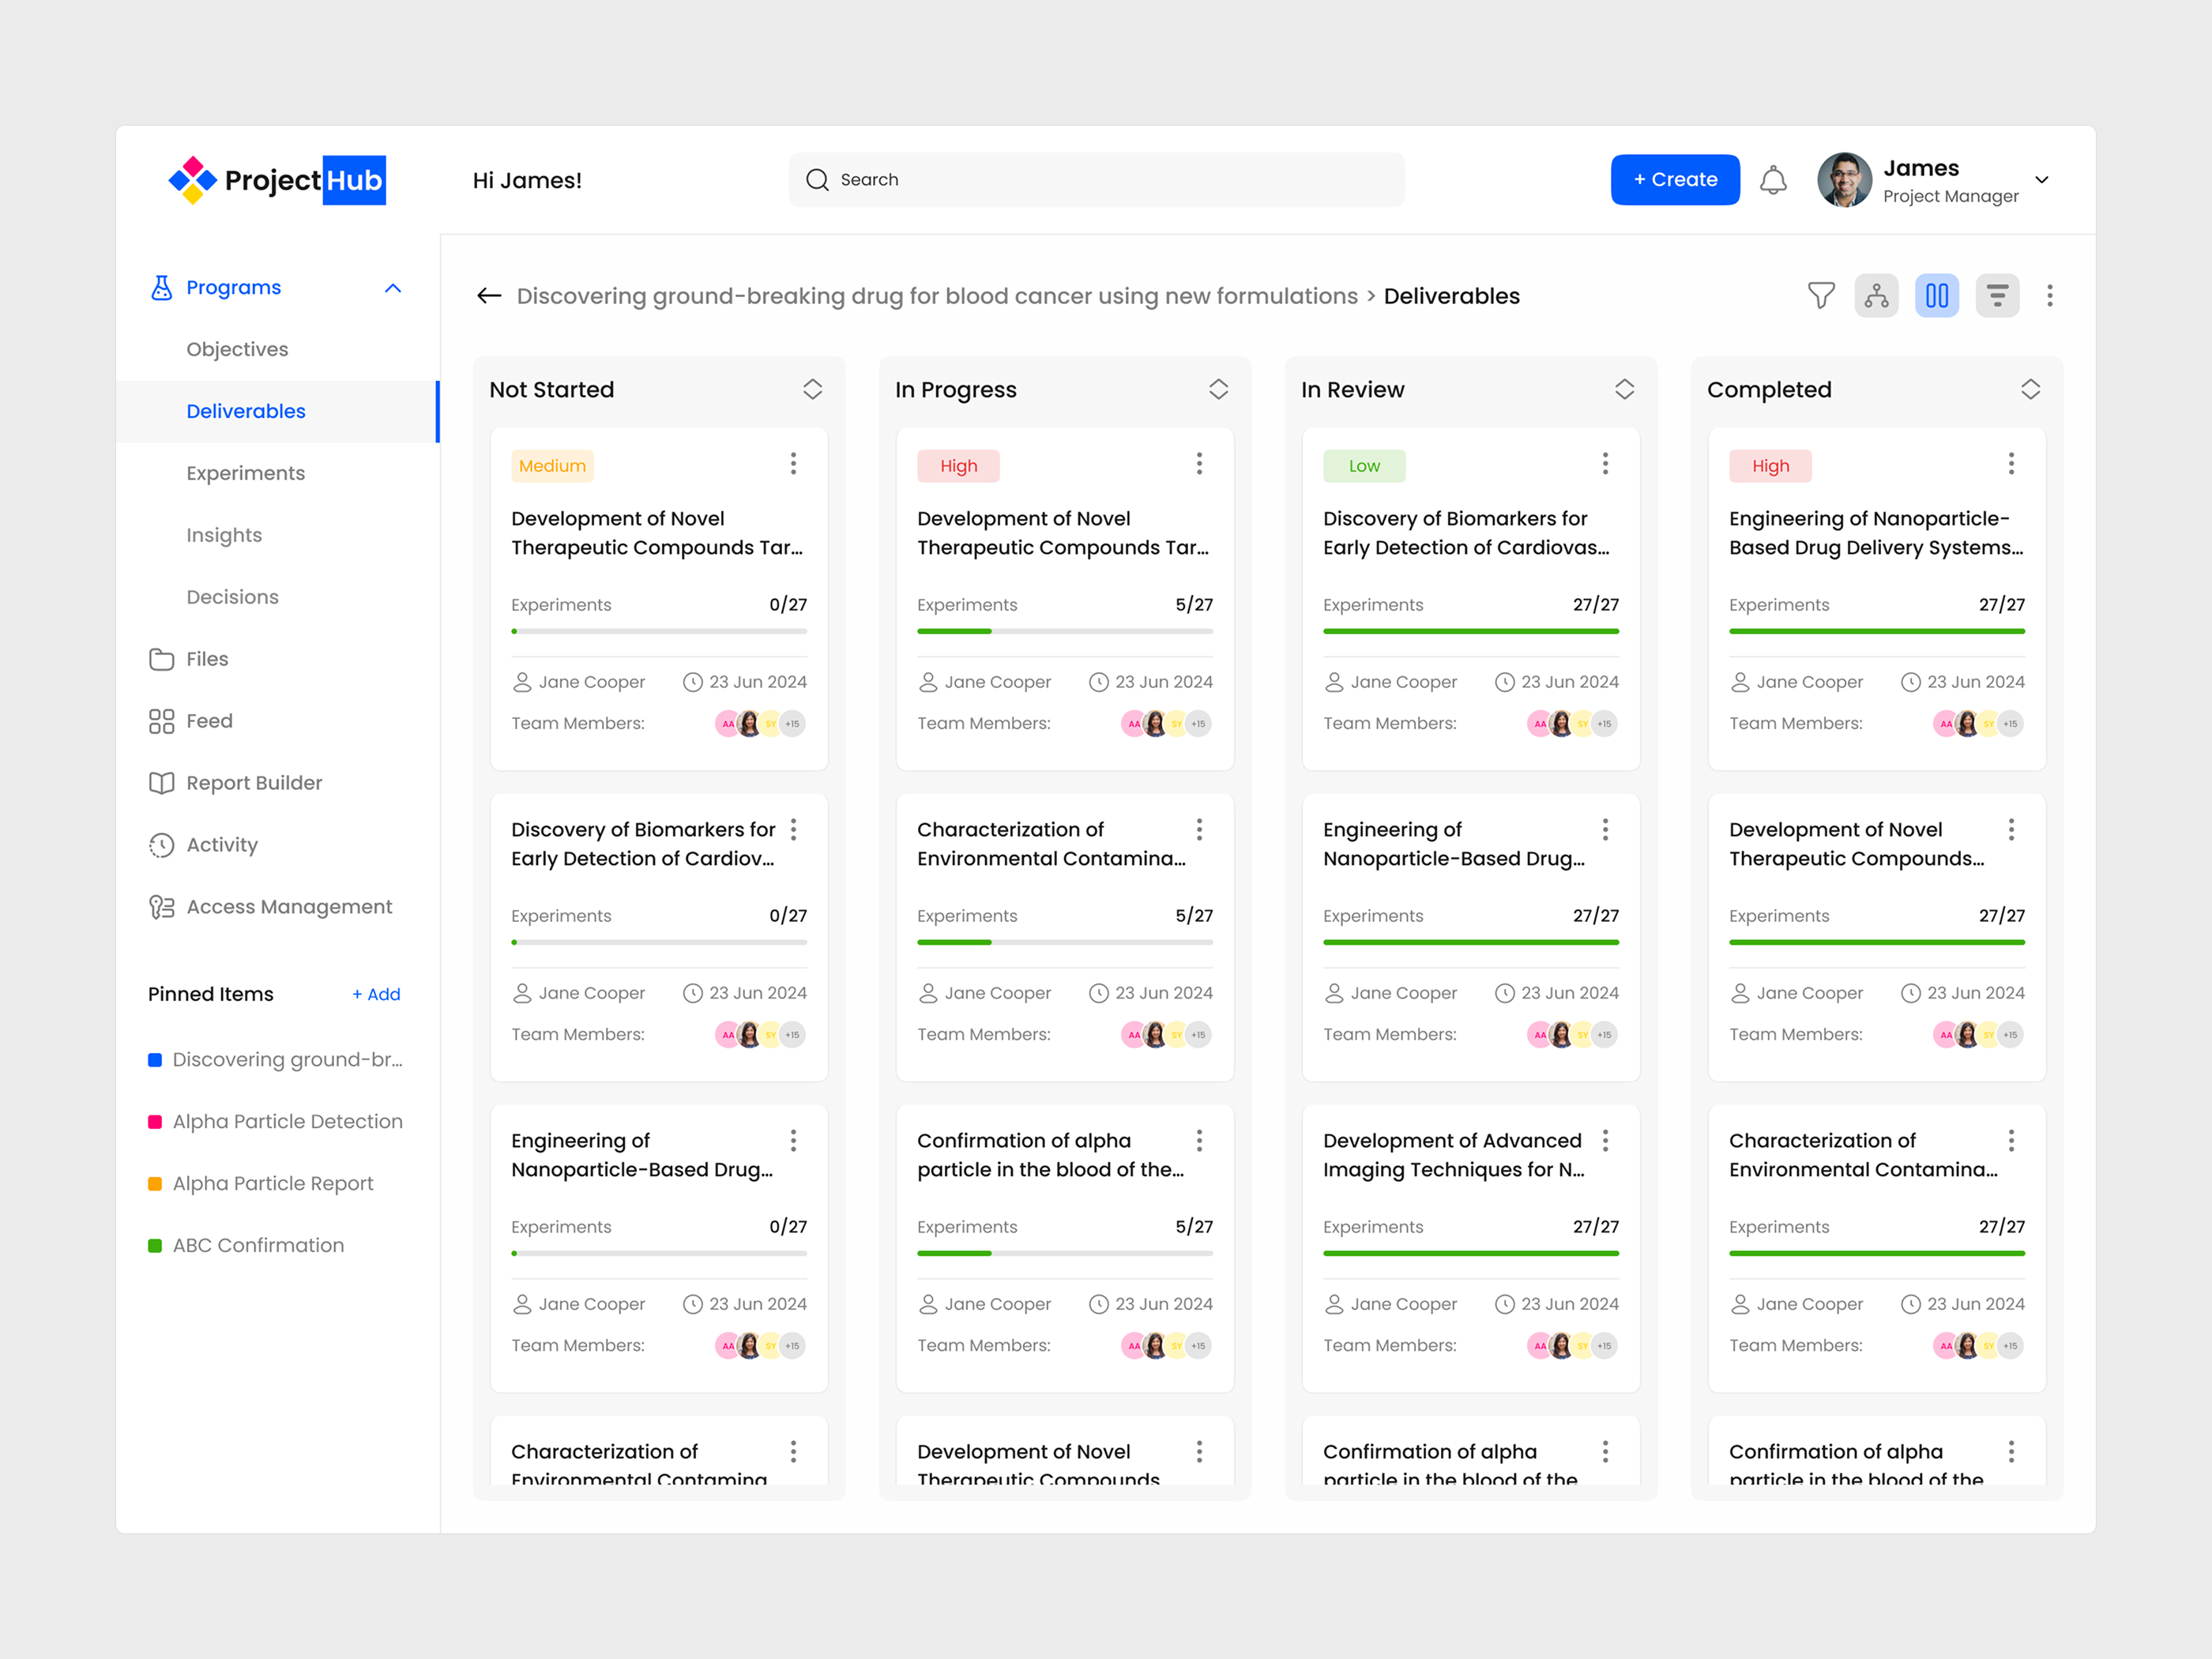 ProjectHub
Hi James!
Search
+ Create
James
Project Manager
Programs
Objectives
Deliverables
Experiments
Insights
Decisions
Files
Feed
Report Builder
Activity
Access Management
Pinned Items
+ Add
Discovering ground-br...
Alpha Particle Detection
Alpha Particle Report
ABC Confirmation
Discovering ground-breaking drug for blood cancer using new formulations > Deliverables
Not Started
Medium
Development of Novel
Therapeutic Compounds Tar...
Experiments 0/27
Jane Cooper 23 Jun 2024
Team Members: AA SY +15
Discovery of Biomarkers for
Early Detection of Cardiov...
Experiments 0/27
Jane Cooper 23 Jun 2024
Team Members: AA SY +15
Engineering of
Nanoparticle-Based Drug...
Experiments 0/27
Jane Cooper 23 Jun 2024
Team Members: AA SY +15
Characterization of
Environmental Contamina
In Progress
High
Development of Novel
Therapeutic Compounds Tar...
Experiments 5/27
Jane Cooper 23 Jun 2024
Team Members: AA SY +15
Characterization of
Environmental Contamina...
Experiments 5/27
Jane Cooper 23 Jun 2024
Team Members: AA SY +15
Confirmation of alpha
particle in the blood of the...
Experiments 5/27
Jane Cooper 23 Jun 2024
Team Members: AA SY +15
Development of Novel
Therapeutic Compounds
In Review
Low
Discovery of Biomarkers for
Early Detection of Cardiovas...
Experiments 27/27
Jane Cooper 23 Jun 2024
Team Members: AA SY +15
Engineering of
Nanoparticle-Based Drug...
Experiments 27/27
Jane Cooper 23 Jun 2024
Team Members: AA SY +15
Development of Advanced
Imaging Techniques for N...
Experiments 27/27
Jane Cooper 23 Jun 2024
Team Members: AA SY +15
Confirmation of alpha
particle in the blood of the
Completed
High
Engineering of Nanoparticle-
Based Drug Delivery Systems...
Experiments 27/27
Jane Cooper 23 Jun 2024
Team Members: AA SY +15
Development of Novel
Therapeutic Compounds...
Experiments 27/27
Jane Cooper 23 Jun 2024
Team Members: AA SY +15
Characterization of
Environmental Contamina...
Experiments 27/27
Jane Cooper 23 Jun 2024
Team Members: AA SY +15
Confirmation of alpha
particle in the blood of the